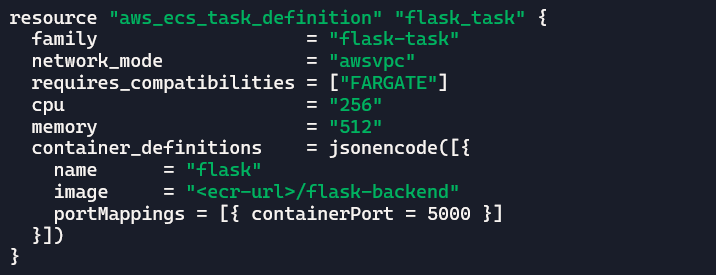 resource "aws_ecs_task_definition" "flask_task" {
  family                   = "flask-task"
  network_mode             = "awsvpc"
  requires_compatibilities = ["FARGATE"]
  cpu                      = "256"
  memory                   = "512"
  container_definitions    = jsonencode([{
    name      = "flask"
    image     = "<ecr-url>/flask-backend"
    portMappings = [{ containerPort = 5000 }]
  }])
}